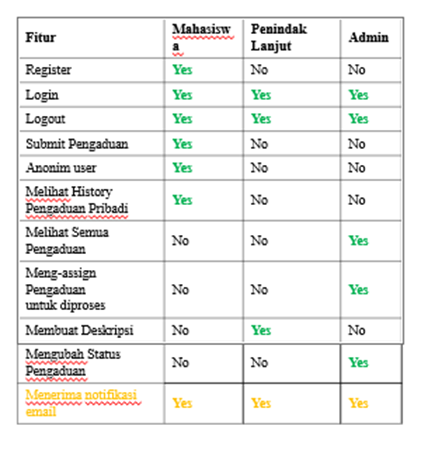 Fitur Mahasisw Penindak Admin
a Lanjut
Register Yes No No
Login Yes Yes Yes
Logout Yes Yes Yes
Submit Pengaduan Yes No No
Anonim user Yes No No
Melihat History
Pengaduan Pribadi Yes No No
Melihat Semua
Pengaduan No No Yes
Meng-assign
Pengaduan No No Yes
untuk diproses
Membuat Deskripsi No Yes No
Mengubah Status
Pengaduan No No Yes
Menerima notifikasi
email Yes Yes Yes